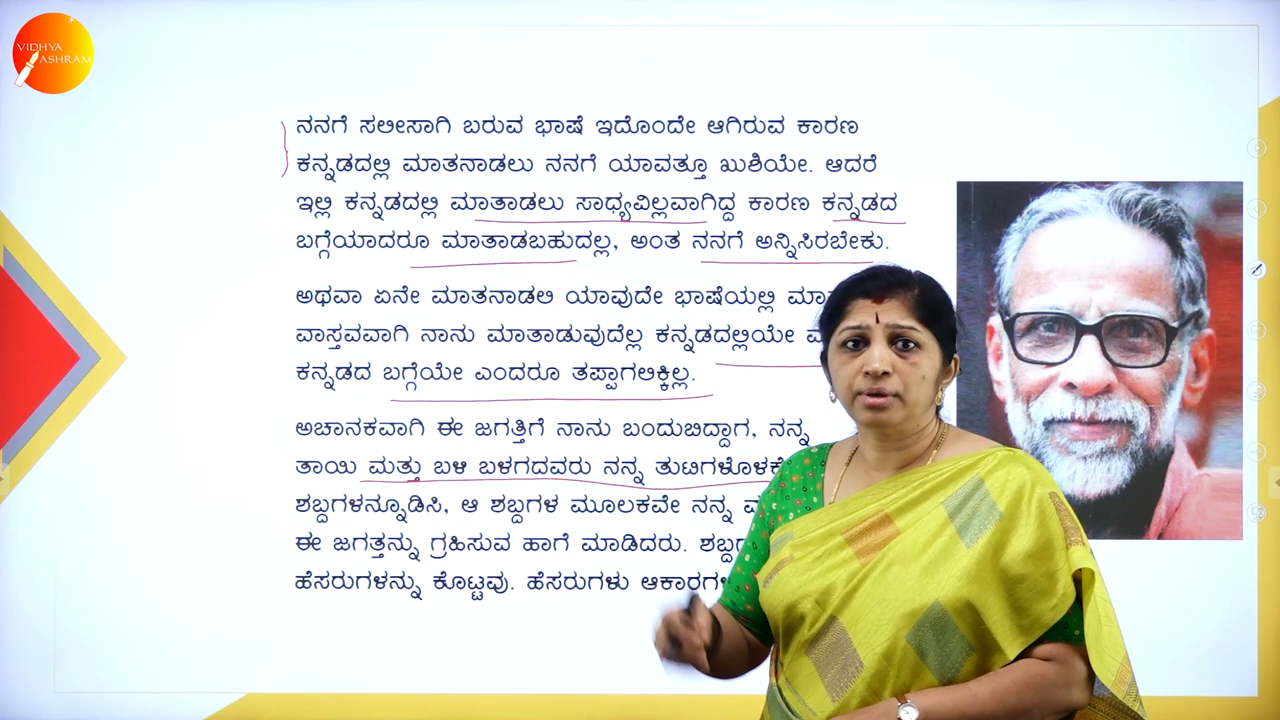 VIDHYA
ASHRAM
ನನಗೆ ಸಲೀಸಾಗಿ ಬರುವ ಭಾಷೆ ಇದೊಂದೇ ಆಗಿರುವ ಕಾರಣ
ಕನ್ನಡದಲ್ಲಿ ಮಾತನಾಡಲು ನನಗೆ ಯಾವತ್ತೂ ಖುಶಿಯೇ. ಆದರೆ
ಇಲ್ಲಿ ಕನ್ನಡದಲ್ಲಿ ಮಾತಾಡಲು ಸಾಧ್ಯವಿಲ್ಲವಾಗಿದ್ದ ಕಾರಣ ಕನ್ನಡದ
ಬಗ್ಗೆಯಾದರೂ ಮಾತಾಡಬಹುದಲ್ಲ, ಅಂತ ನನಗೆ ಅನ್ನಿಸಿರಬೇಕು.
ಅಥವಾ ಏನೇ ಮಾತನಾಡಲಿ ಯಾವುದೇ ಭಾಷೆಯಲ್ಲಿ
ವಾಸ್ತವವಾಗಿ ನಾನು ಮಾತಾಡುವುದೆಲ್ಲ ಕನ್ನಡದಲ್ಲಿಯೇ
ಕನ್ನಡದ ಬಗ್ಗೆಯೇ ಎಂದರೂ ತಪ್ಪಾಗಲಿಕ್ಕಿಲ್ಲ.
ಅಚಾನಕವಾಗಿ ಈ ಜಗತ್ತಿಗೆ ನಾನು ಬಂದುಬಿದ್ದಾಗ, ನನ್ನ
ತಾಯಿ ಮತ್ತು ಬಳಿ ಬಳಗದವರು ನನ್ನ ತುಟಿಗಳೊಳಕ್ಕೆ
ಶಬ್ದಗಳನ್ನೂಡಿಸಿ, ಆ ಶಬ್ದಗಳ ಮೂಲಕವೇ ನನ್ನ
ಈ ಜಗತ್ತನ್ನು ಗ್ರಹಿಸುವ ಹಾಗೆ ಮಾಡಿದರು.
ಹೆಸರುಗಳನ್ನು ಕೊಟ್ಟವು. ಹೆಸರುಗಳು